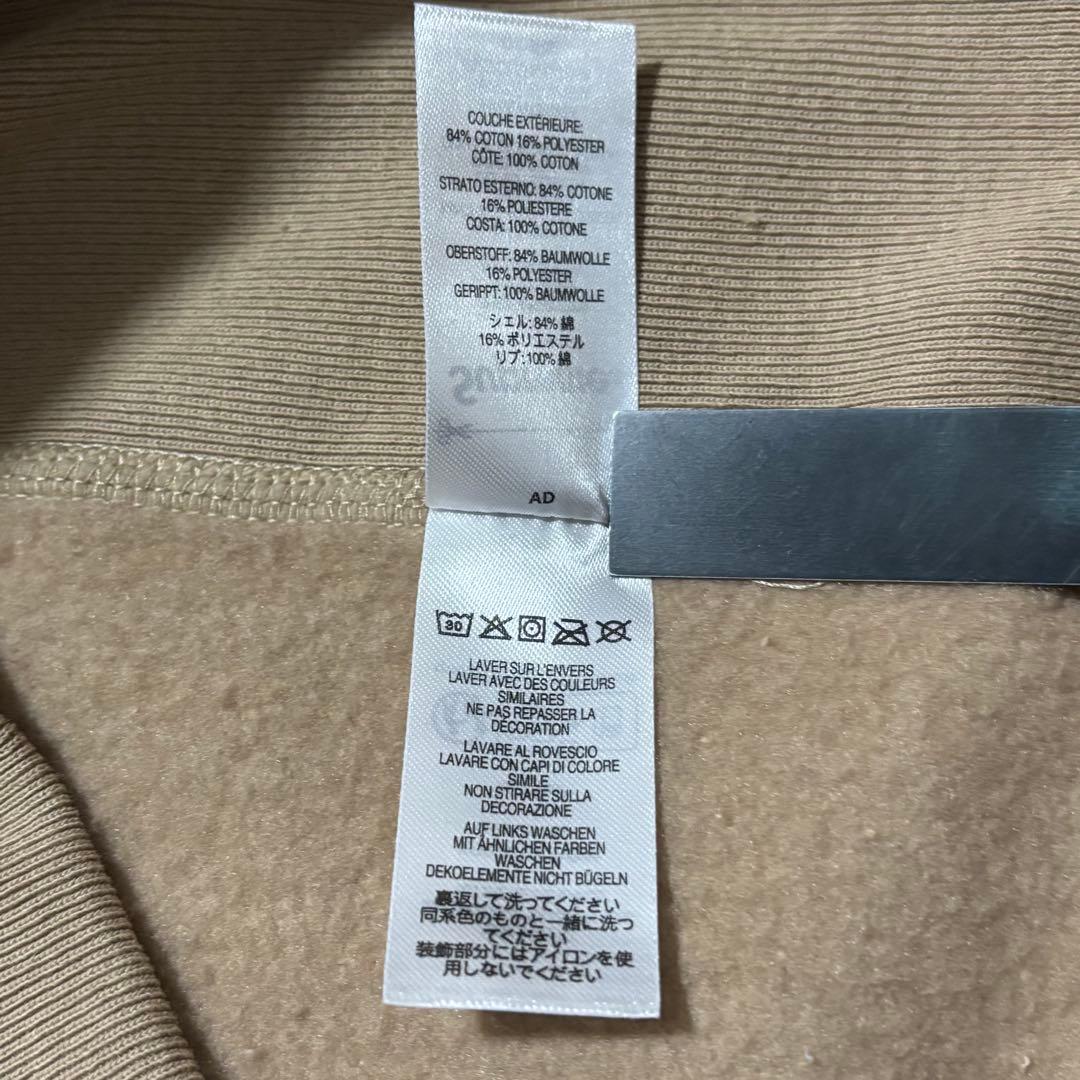 COUCHE EXTÉRIEURE:
84% COTON 16% POLYESTER
CÔTE: 100% COTON
STRATO ESTERNO: 84% COTONE
16% POLIESTERE
COSTA: 100% COTONE
OBERSTOFF: 84% BAUMWOLLE
16% POLYESTER
GERIPPT: 100% BAUMWOLLE
シェル: 84% 綿
16% ポリエステル
リブ: 100% 綿
AD
30
LAVER SUR L'ENVERS
LAVER AVEC DES COULEURS
SIMILAIRES
NE PAS REPASSER LA
DÉCORATION
LAVARE AL ROVESCIO
LAVARE CON CAPI DI COLORE
SIMILE
NON STIRARE SULLA
DECORAZIONE
AUF LINKS WASCHEN
MIT ÄHNLICHEN FARBEN
WASCHEN
DEKOELEMENTE NICHT BÜGELN
裏返して洗ってください
同系色のものと一緒に洗っ
てください
装飾部分にはアイロンを使
用しないでください